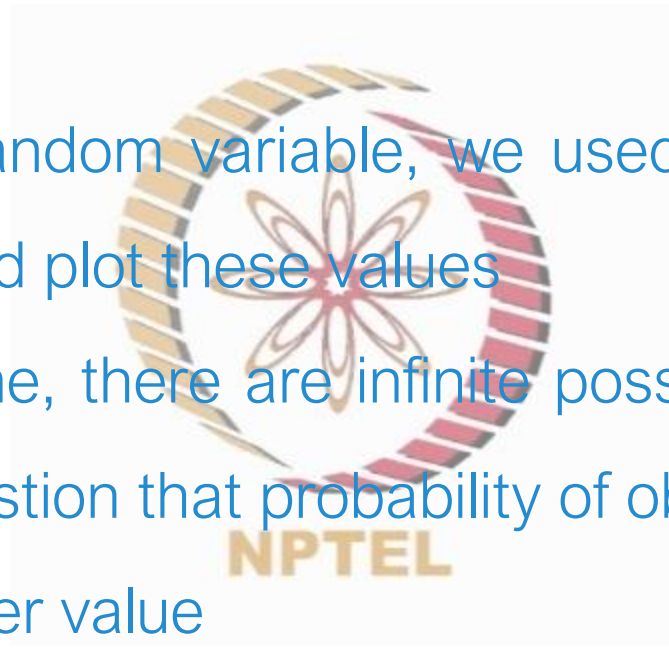 andom variable, we used
d plot these values
ne, there are infinite poss
stion that probability of ob
NPTEL
er value